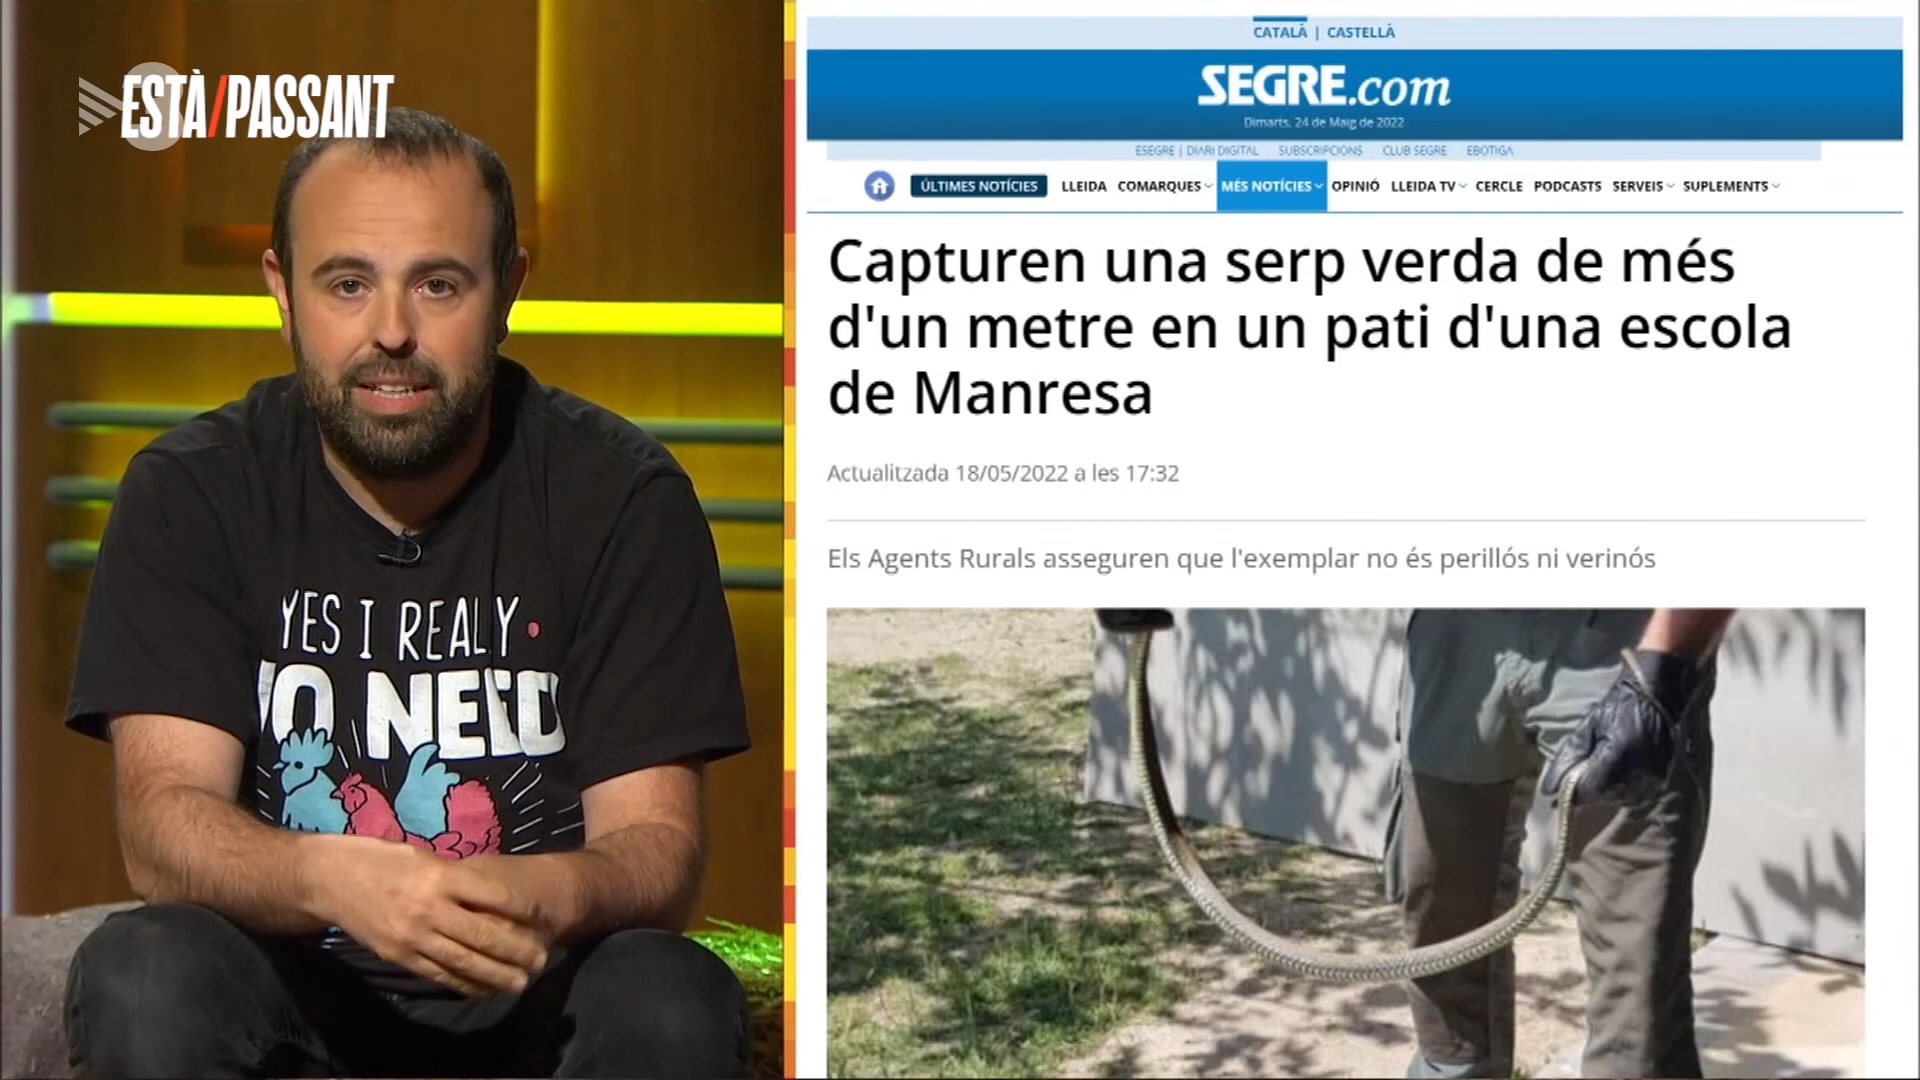 ESTÀ/PASSANT
YES I REALLY
NO NEED
CATALÀ | CASTELLÀ
SEGRE.com
Dimarts, 24 de Maig de 2022
ESEGRE | DIARI DIGITAL SUBSCRIPCIONS CLUB SEGRE EBOTIGA
ÚLTIMES NOTÍCIES LLEIDA COMARQUES MÉS NOTÍCIES OPINIÓ LLEIDA TV CERCLE PODCASTS SERVEIS SUPLEMENTS
Capturen una serp verda de més
d'un metre en un pati d'una escola
de Manresa
Actualitzada 18/05/2022 a les 17:32
Els Agents Rurals asseguren que l'exemplar no és perillós ni verinós